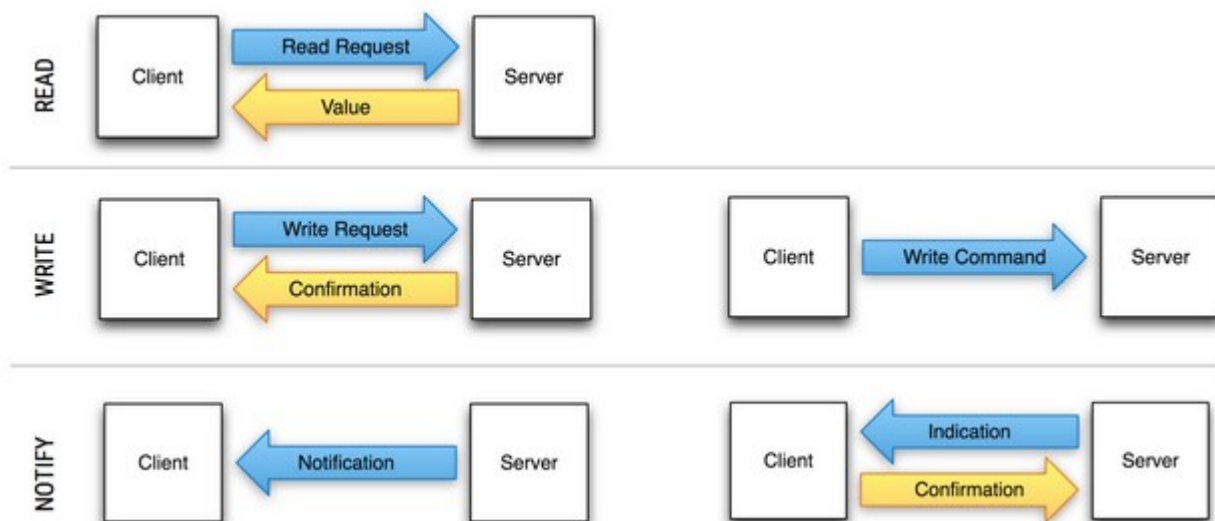 READ
Client
Read Request
Value
Server
WRITE
Client
Write Request
Confirmation
Server
Client
Write Command
Server
NOTIFY
Client
Notification
Server
Client
Indication
Confirmation
Server